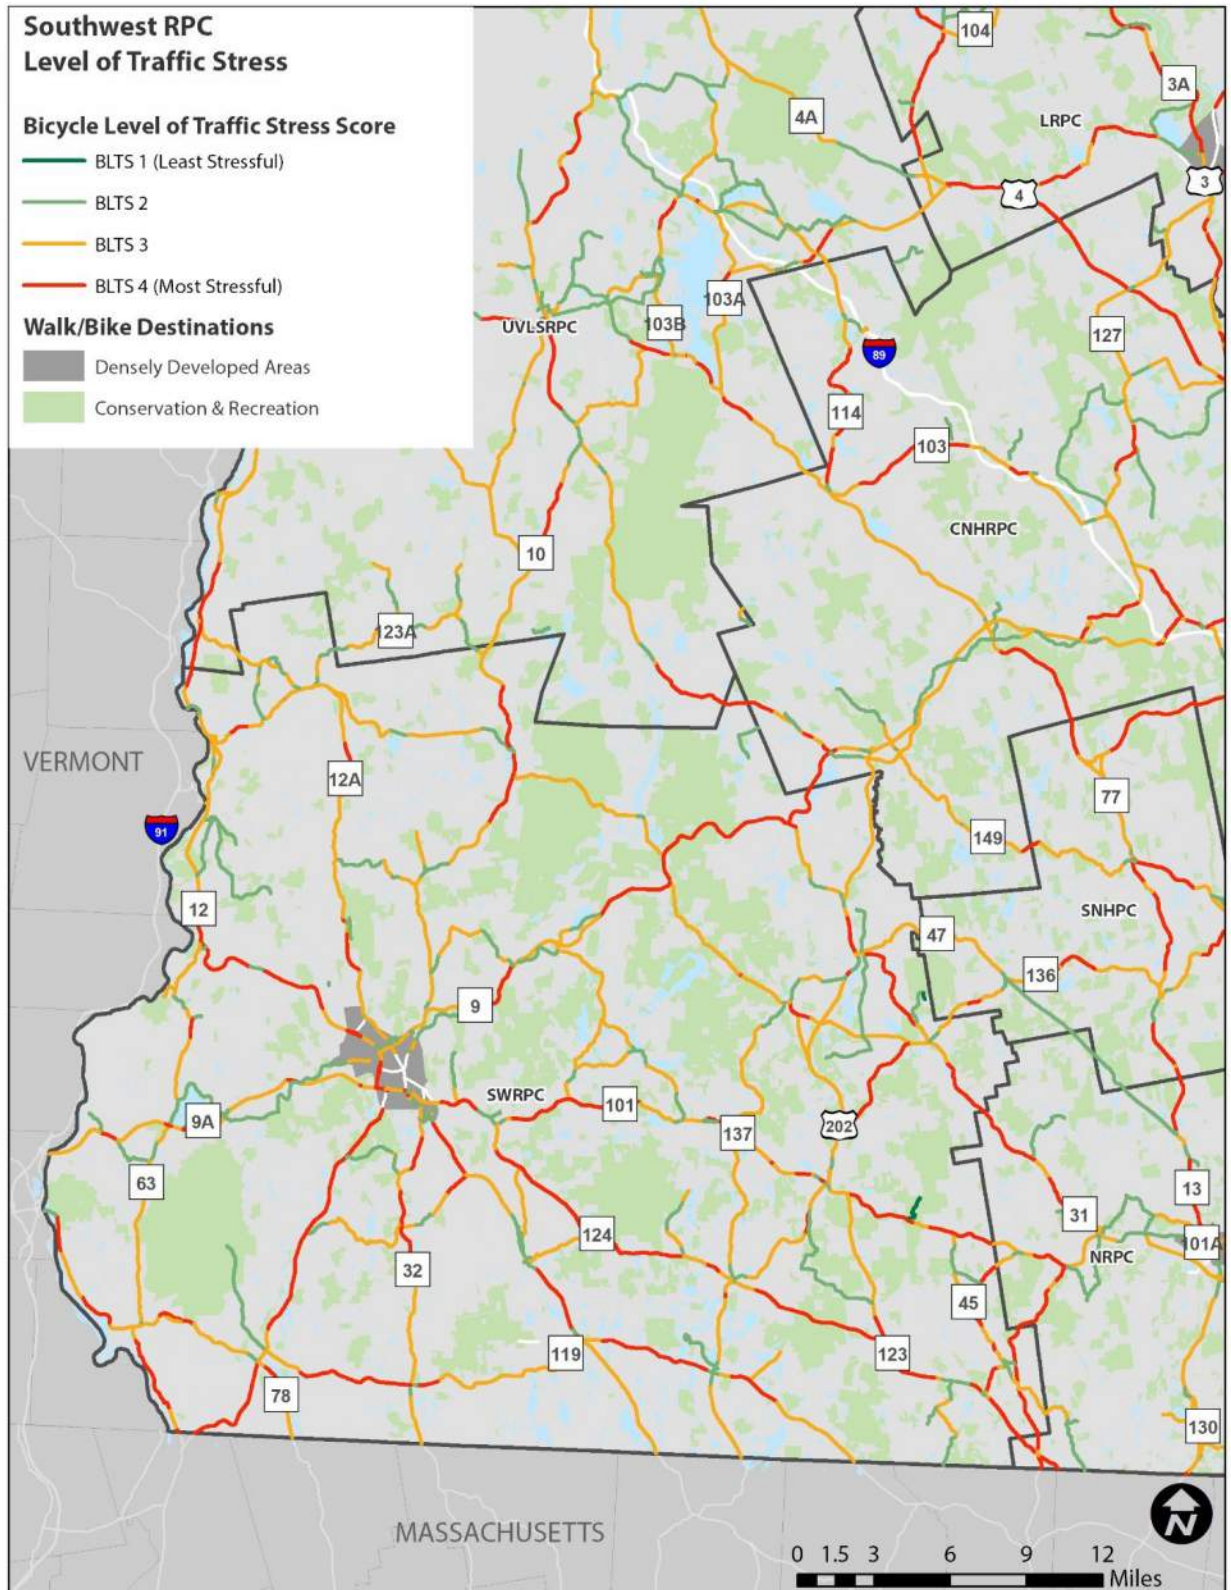 Southwest RPC
Level of Traffic Stress
Bicycle Level of Traffic Stress Score
BLTS 1 (Least Stressful)
BLTS 2
BLTS 3
BLTS 4 (Most Stressful)
Walk/Bike Destinations
Densely Developed Areas
Conservation & Recreation
104
3A
4A
LRPC
4
3
103A
103B
UVLSRPC
127
89
114
103
CNHRPC
10
123A
VERMONT
12A
77
91
149
12
SNHPC
47
136
9
SWRPC
101
9A
202
137
63
13
31
124
101A
NRPC
32
45
119
123
78
130
MASSACHUSETTS
N
0 1.5 3 6 9 12
Miles